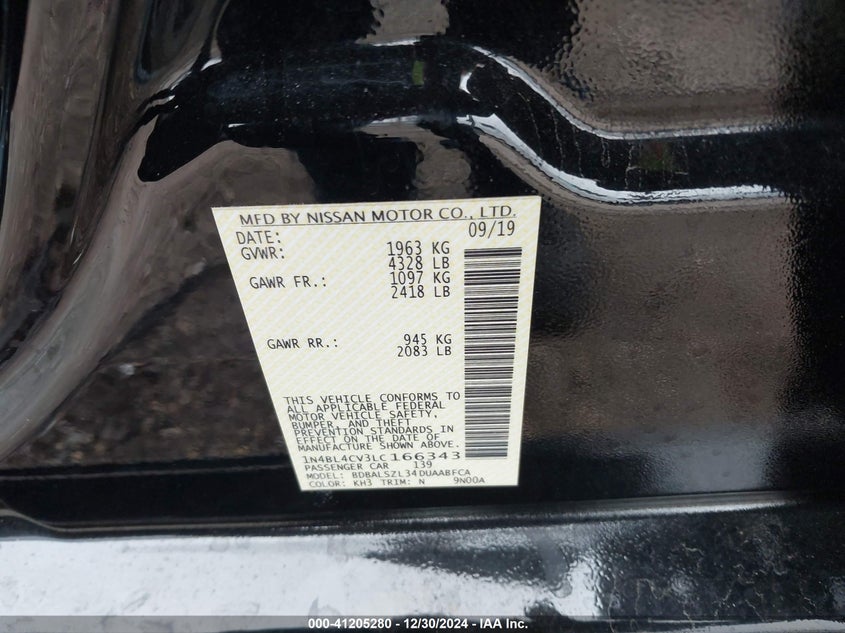 MFD BY NISSAN MOTOR CO., LTD.
DATE: 09/19
GVWR: 1963 KG
4328 LB
GAWR FR.: 1097 KG
2418 LB
GAWR RR.: 945 KG
2083 LB
THIS VEHICLE CONFORMS TO
ALL APPLICABLE FEDERAL
MOTOR VEHICLE SAFETY,
BUMPER, AND THEFT
PREVENTION STANDARDS IN
EFFECT ON THE DATE OF
MANUFACTURE SHOWN ABOVE.
1N4BL4CV3LC166343
PASSENGER CAR 139
MODEL: BDBALSZL34DUAABFCA
COLOR: KH3 TRIM: N 9N00A
000-41205280 - 12/30/2024 - IAA Inc.